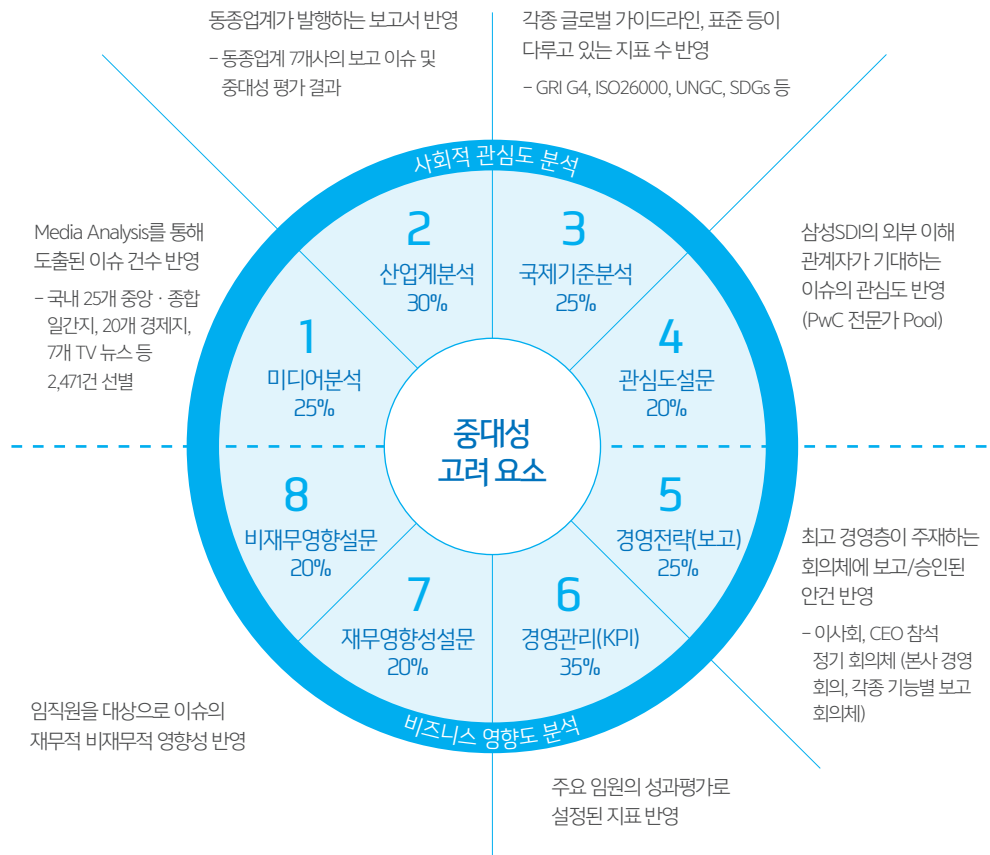 동종업계가 발행하는 보고서 반영
- 동종업계 7개사의 보고 이슈 및
중대성 평가 결과
각종 글로벌 가이드라인, 표준 등이
다루고 있는 지표 수 반영
- GRI G4, ISO26000, UNGC, SDGs 등
사회적 관심도 분석
Media Analysis를 통해
도출된 이슈 건수 반영
- 국내 25개 중앙 · 종합
일간지, 20개 경제지,
7개 TV 뉴스 등
2,471건 선별
1
미디어분석
25%
2
산업계분석
30%
3
국제기준분석
25%
4
관심도설문
20%
삼성SDI의 외부 이해
관계자가 기대하는
이슈의 관심도 반영
(PwC 전문가 Pool)
중대성
고려 요소
5
경영전략(보고)
25%
최고 경영층이 주재하는
회의체에 보고/승인된
안건 반영
- 이사회, CEO 참석
정기 회의체 (본사 경영
회의, 각종 기능별 보고
회의체)
6
경영관리(KPI)
35%
7
재무영향성설문
20%
8
비재무영향설문
20%
비즈니스 영향도 분석
임직원을 대상으로 이슈의
재무적 비재무적 영향성 반영
주요 임원의 성과평가로
설정된 지표 반영